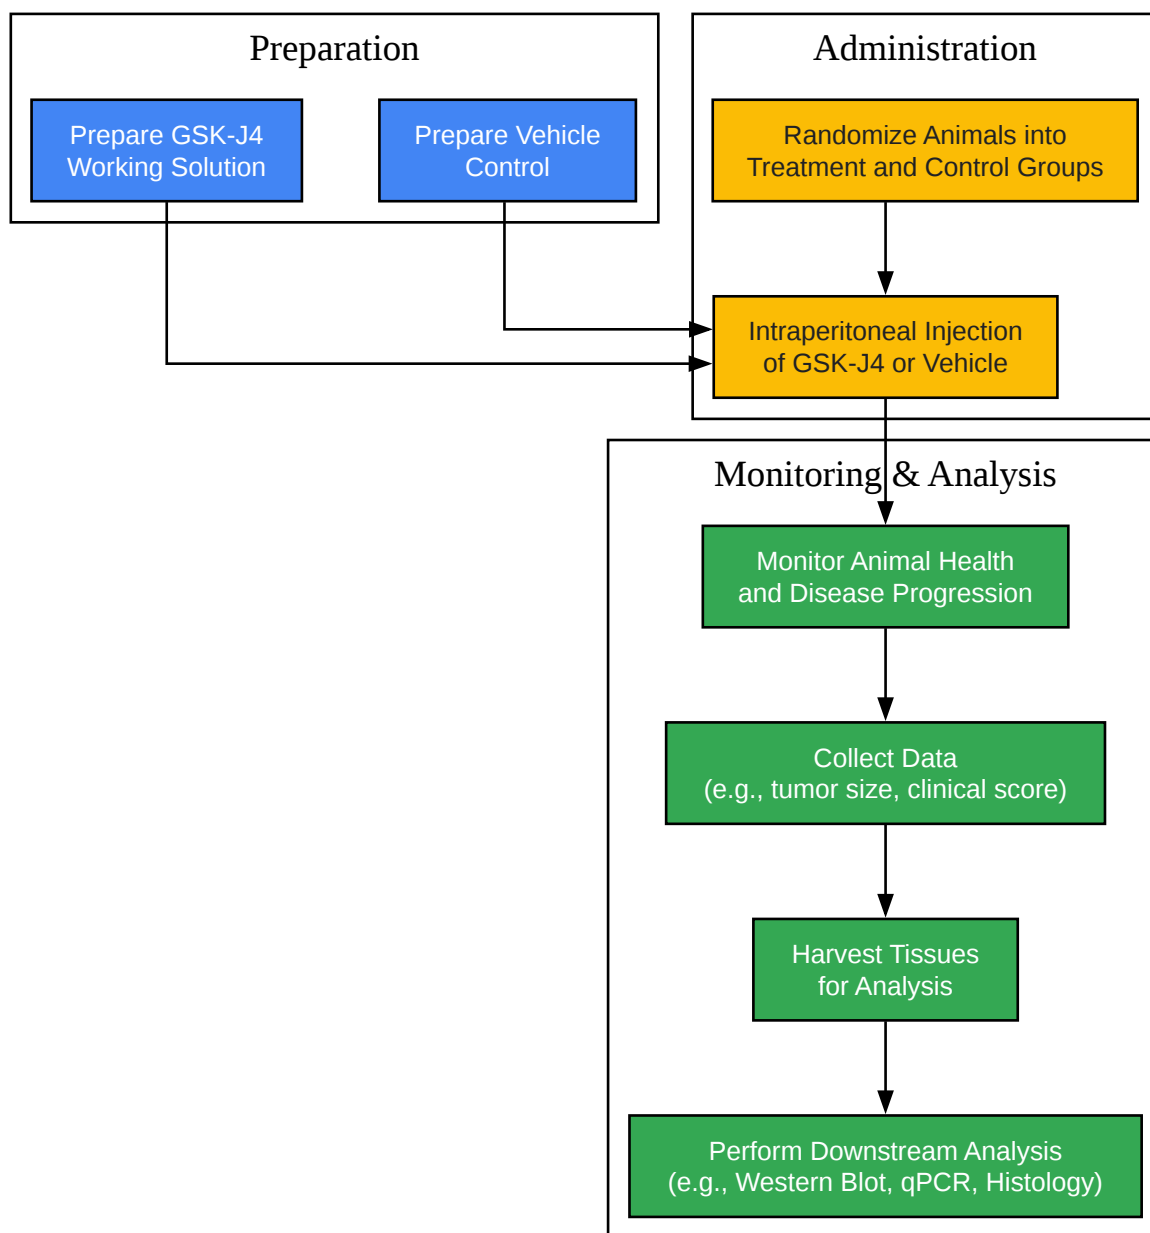 Preparation
Prepare GSK-J4
Working Solution
Prepare Vehicle
Control
Administration
Randomize Animals into
Treatment and Control Groups
Intraperitoneal Injection
of GSK-J4 or Vehicle
Monitoring & Analysis
Monitor Animal Health
and Disease Progression
Collect Data
(e.g., tumor size, clinical score)
Harvest Tissues
for Analysis
Perform Downstream Analysis
(e.g., Western Blot, qPCR, Histology)